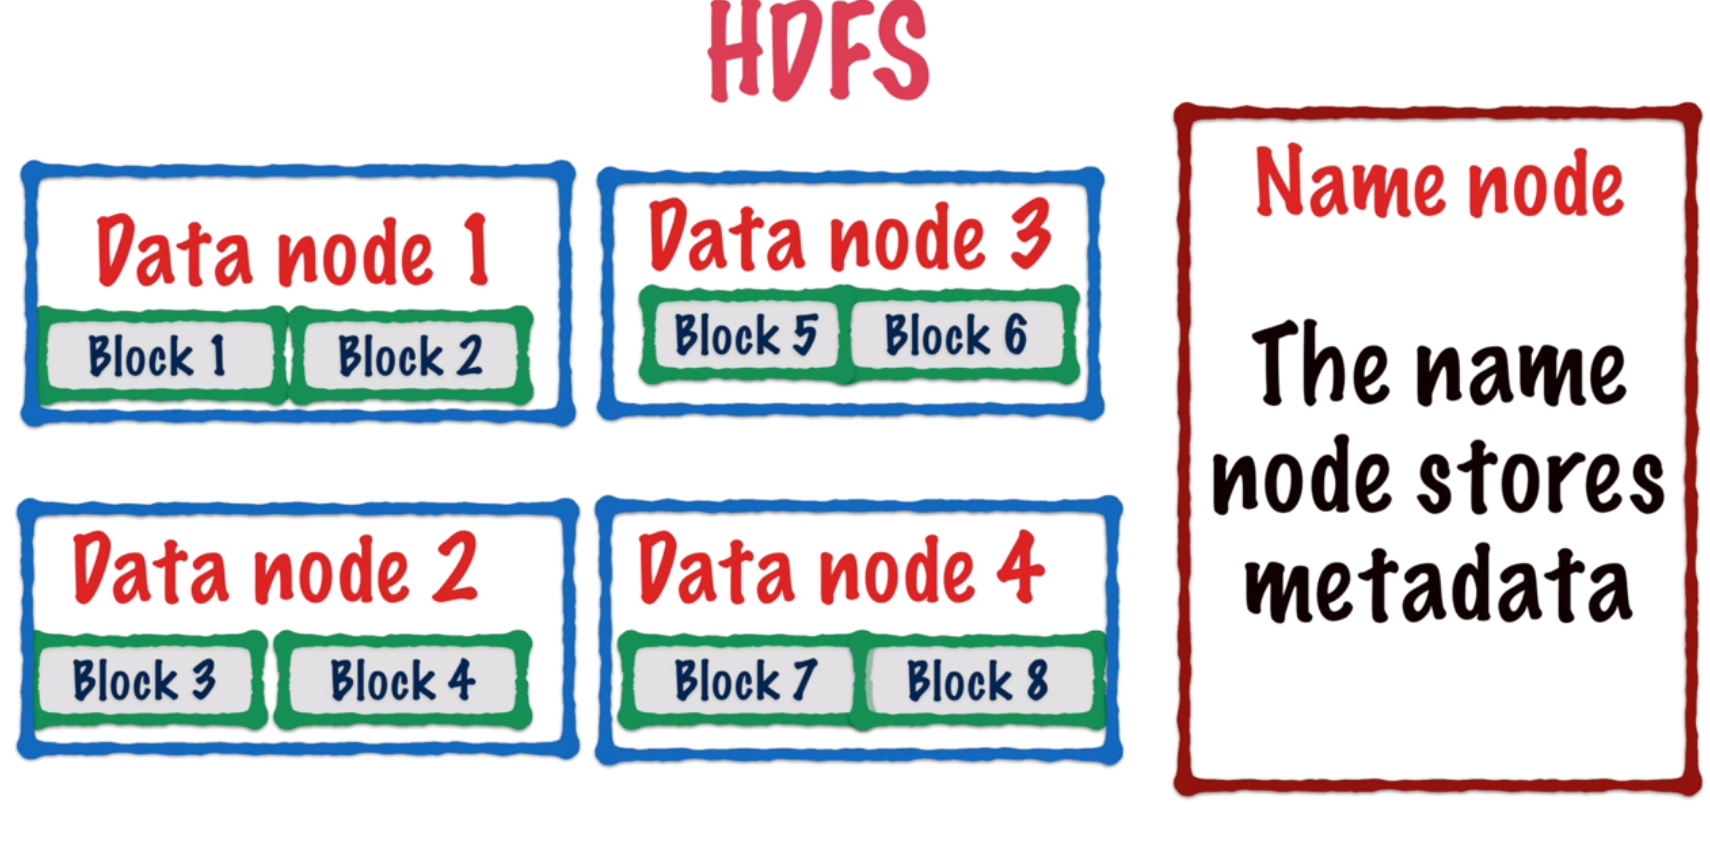 HDFS
Data node 1
Block 1
Block 2
Data node 3
Block 5
Block 6
Data node 2
Block 3
Block 4
Data node 4
Block 7
Block 8
Name node
The name
node stores
metadata